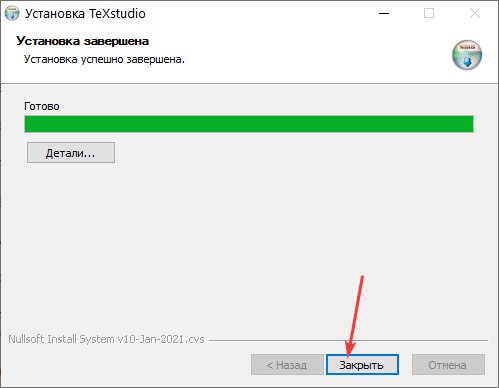 Установка TeXstudio
Установка завершена
Установка успешно завершена.
Готово
Детали...
Nullsoft Install System v10-Jan-2021.cvs
< Назад
Закрыть
Отмена